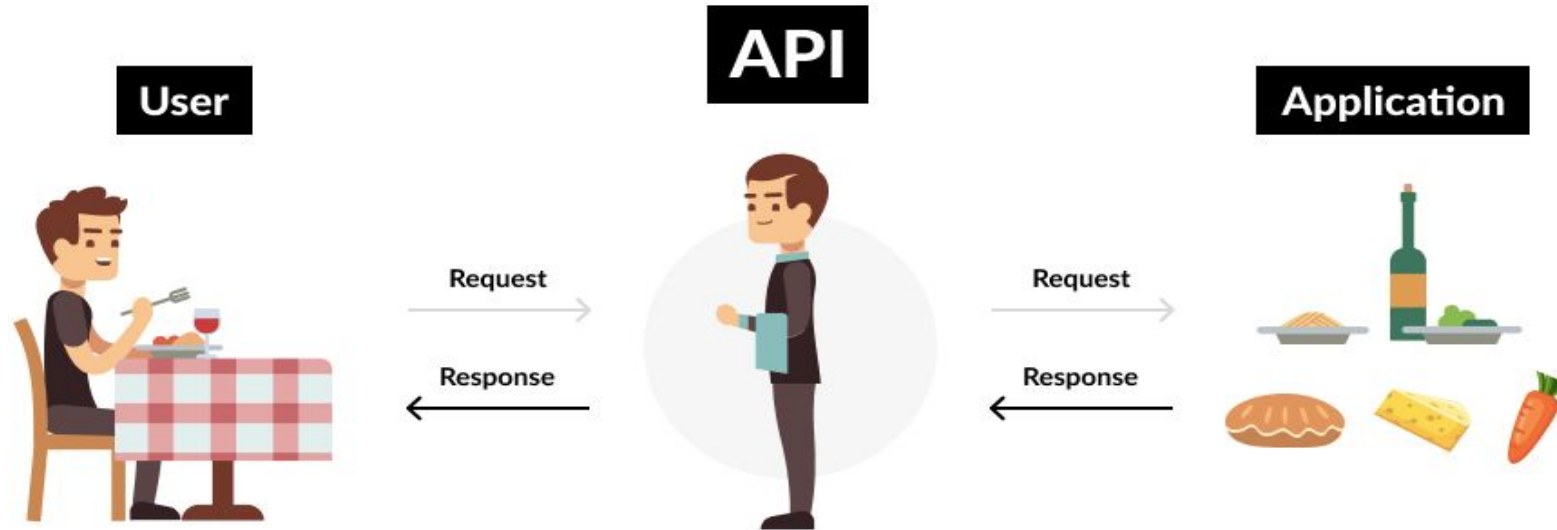 API
User
Application
Request
Request
Response
Response